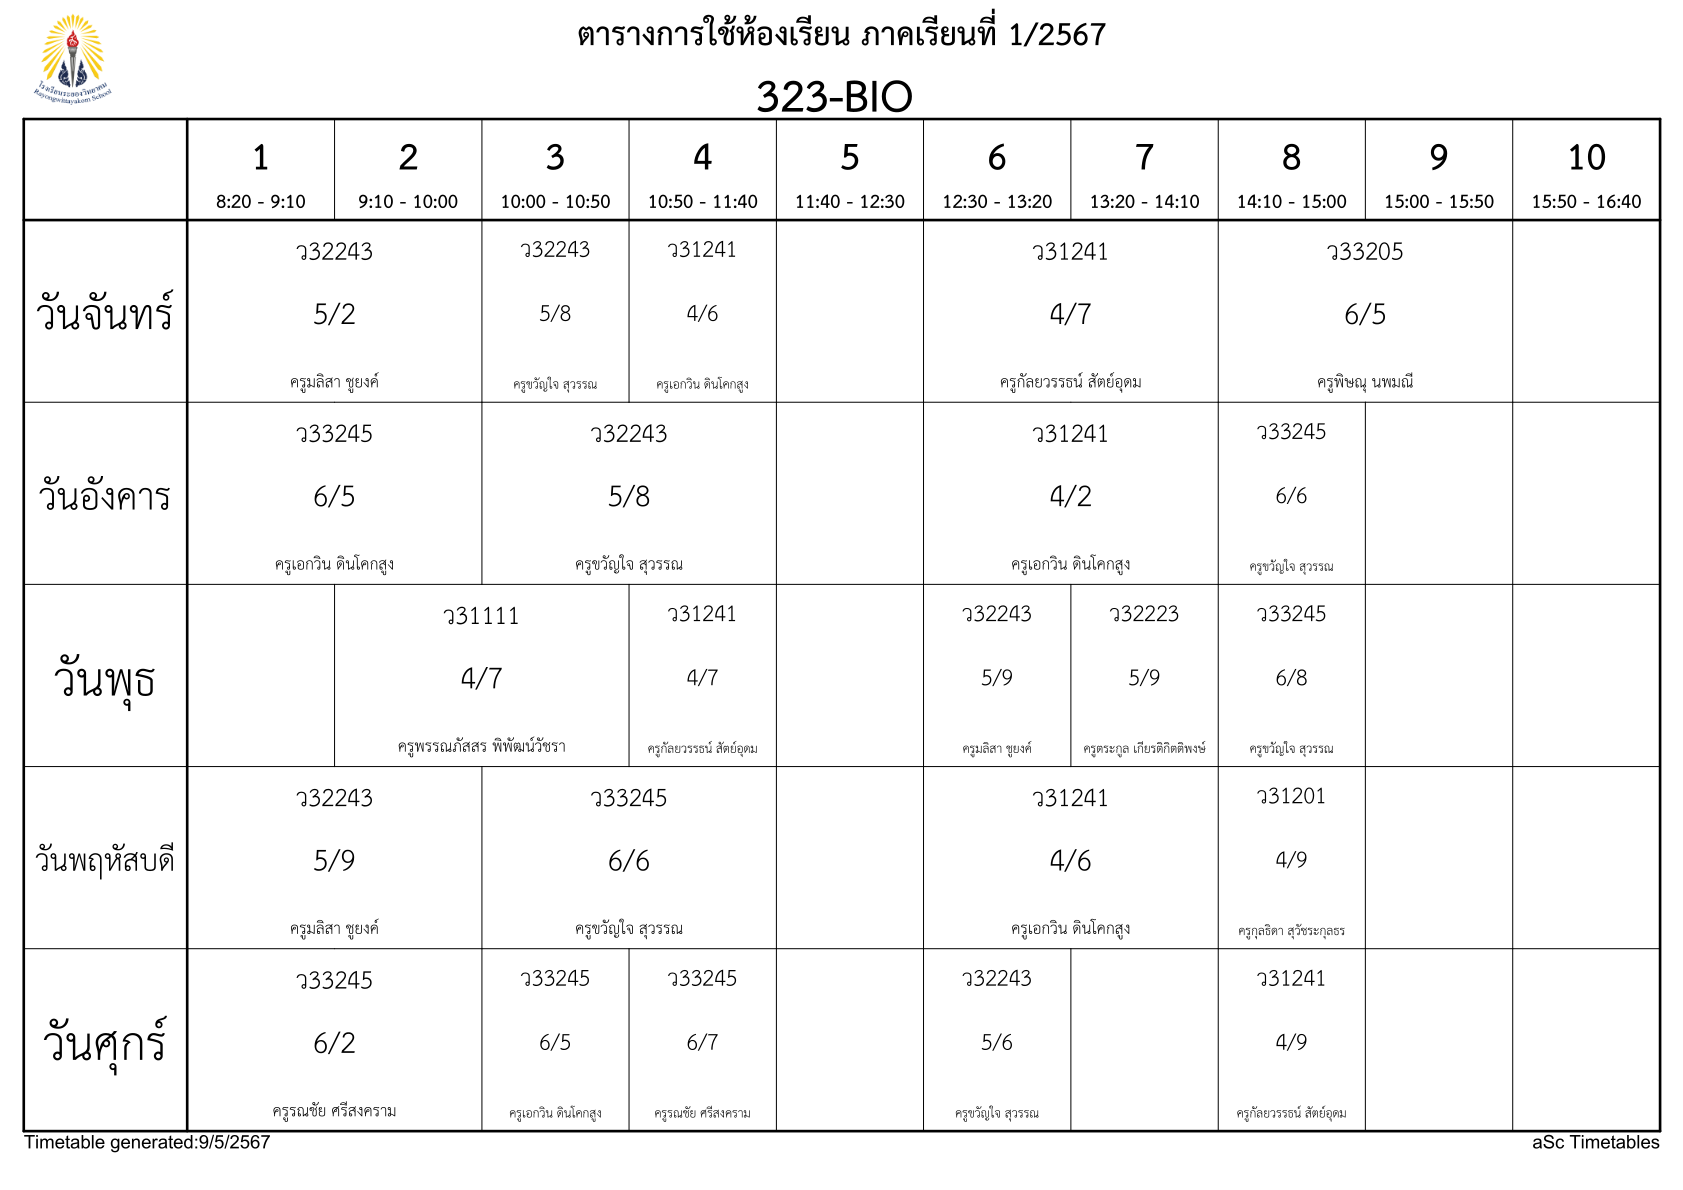 ตารางการใช้ห้องเรียน ภาคเรียนที่ 1/2567
โรงเรียนระยองวิทยาคม
Rayongwittayakom School
323-BIO
1 2 3 4 5 6 7 8 9 10
8:20 - 9:10 9:10 - 10:00 10:00 - 10:50 10:50 - 11:40 11:40 - 12:30 12:30 - 13:20 13:20 - 14:10 14:10 - 15:00 15:00 - 15:50 15:50 - 16:40
วันจันทร์
ว32243 ว32243 ว31241 ว31241 ว33205
5/2 5/8 4/6 4/7 6/5
ครูมลิสา ชูยงค์ ครูขวัญใจ สุวรรณ ครูเอกวิน ดินโคกสูง ครูกัลยวรรธน์ สัตย์อุดม ครูพิษณุ นพมณี
วันอังคาร
ว33245 ว32243 ว31241 ว33245
6/5 5/8 4/2 6/6
ครูเอกวิน ดินโคกสูง ครูขวัญใจ สุวรรณ ครูเอกวิน ดินโคกสูง ครูขวัญใจ สุวรรณ
วันพุธ
ว31111 ว31241 ว32243 ว32223 ว33245
4/7 4/7 5/9 5/9 6/8
ครูพรรณภัสสร พิพัฒน์วัชรา ครูกัลยวรรธน์ สัตย์อุดม ครูมลิสา ชูยงค์ ครูตระกูล เกียรติกิตติพงษ์ ครูขวัญใจ สุวรรณ
วันพฤหัสบดี
ว32243 ว33245 ว31241 ว31201
5/9 6/6 4/6 4/9
ครูมลิสา ชูยงค์ ครูขวัญใจ สุวรรณ ครูเอกวิน ดินโคกสูง ครูกุลธิดา สุวัชระกุลธร
วันศุกร์
ว33245 ว33245 ว33245 ว32243 ว31241
6/2 6/5 6/7 5/6 4/9
ครูรณชัย ศรีสงคราม ครูเอกวิน ดินโคกสูง ครูรณชัย ศรีสงคราม ครูขวัญใจ สุวรรณ ครูกัลยวรรธน์ สัตย์อุดม
Timetable generated:9/5/2567 aSc Timetables